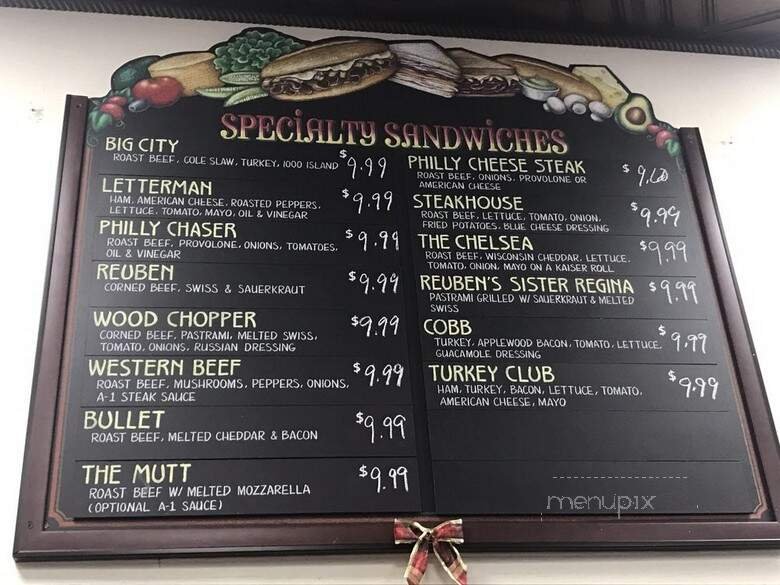 SPECIALTY SANDWICHES
BIG CITY
ROAST BEEF, COLE SLAW, TURKEY, 1000 ISLAND $9.99
LETTERMAN $9.99
HAM, AMERICAN CHEESE, ROASTED PEPPERS,
LETTUCE, TOMATO, MAYO, OIL & VINEGAR
PHILLY CHASER $9.99
ROAST BEEF, PROVOLONE, ONIONS, TOMATOES,
OIL & VINEGAR
REUBEN $9.99
CORNED BEEF, SWISS & SAUERKRAUT
WOOD CHOPPER $9.99
CORNED BEEF, PASTRAMI, MELTED SWISS,
TOMATO, ONIONS, RUSSIAN DRESSING
WESTERN BEEF $9.99
ROAST BEEF, MUSHROOMS, PEPPERS, ONIONS,
A-1 STEAK SAUCE
BULLET $9.99
ROAST BEEF, MELTED CHEDDAR & BACON
THE MUTT $9.99
ROAST BEEF W/ MELTED MOZZARELLA
(OPTIONAL A-1 SAUCE)
PHILLY CHEESE STEAK $
ROAST BEEF, ONIONS, PROVOLONE OR
AMERICAN CHEESE
STEAKHOUSE $9.99
ROAST BEEF, LETTUCE, TOMATO, ONION,
FRIED POTATOES, BLUE CHEESE DRESSING
THE CHELSEA $9.99
ROAST BEEF, WISCONSIN CHEDDAR, LETTUCE,
TOMATO, ONION, MAYO ON A KAISER ROLL
REUBEN'S SISTER REGINA $9.99
PASTRAMI GRILLED W/ SAUERKRAUT & MELTED
SWISS
COBB $9.99
TURKEY, APPLEWOOD BACON, TOMATO, LETTUCE,
GUACAMOLE DRESSING
TURKEY CLUB $9.99
HAM, TURKEY, BACON, LETTUCE, TOMATO,
AMERICAN CHEESE, MAYO
menupix